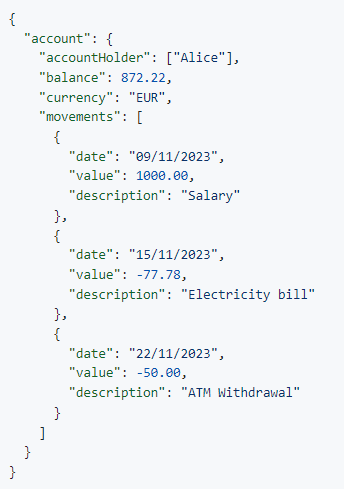 {
  "account": {
    "accountHolder": ["Alice"],
    "balance": 872.22,
    "currency": "EUR",
    "movements": [
      {
        "date": "09/11/2023",
        "value": 1000.00,
        "description": "Salary"
      },
      {
        "date": "15/11/2023",
        "value": -77.78,
        "description": "Electricity bill"
      },
      {
        "date": "22/11/2023",
        "value": -50.00,
        "description": "ATM Withdrawal"
      }
    ]
  }
}